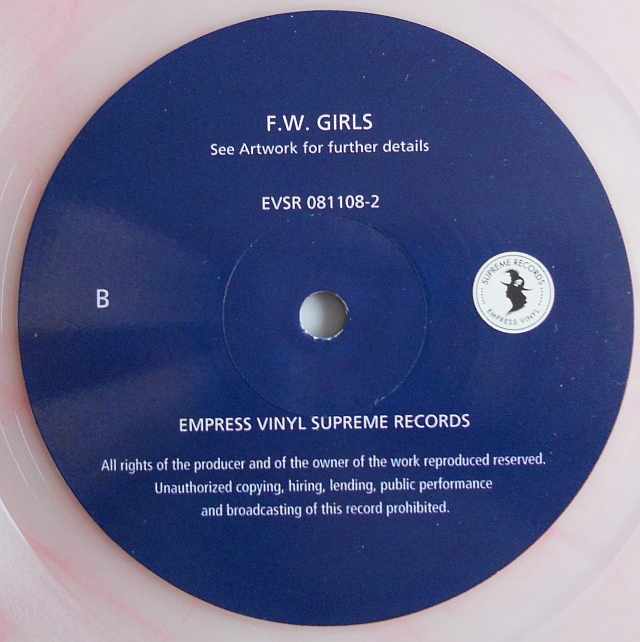 F.W. GIRLS
See Artwork for further details
EVSR 081108-2
B
SUPREME RECORDS
EMPRESS VINYL
EMPRESS VINYL SUPREME RECORDS
All rights of the producer and of the owner of the work reproduced reserved.
Unauthorized copying, hiring, lending, public performance
and broadcasting of this record prohibited.